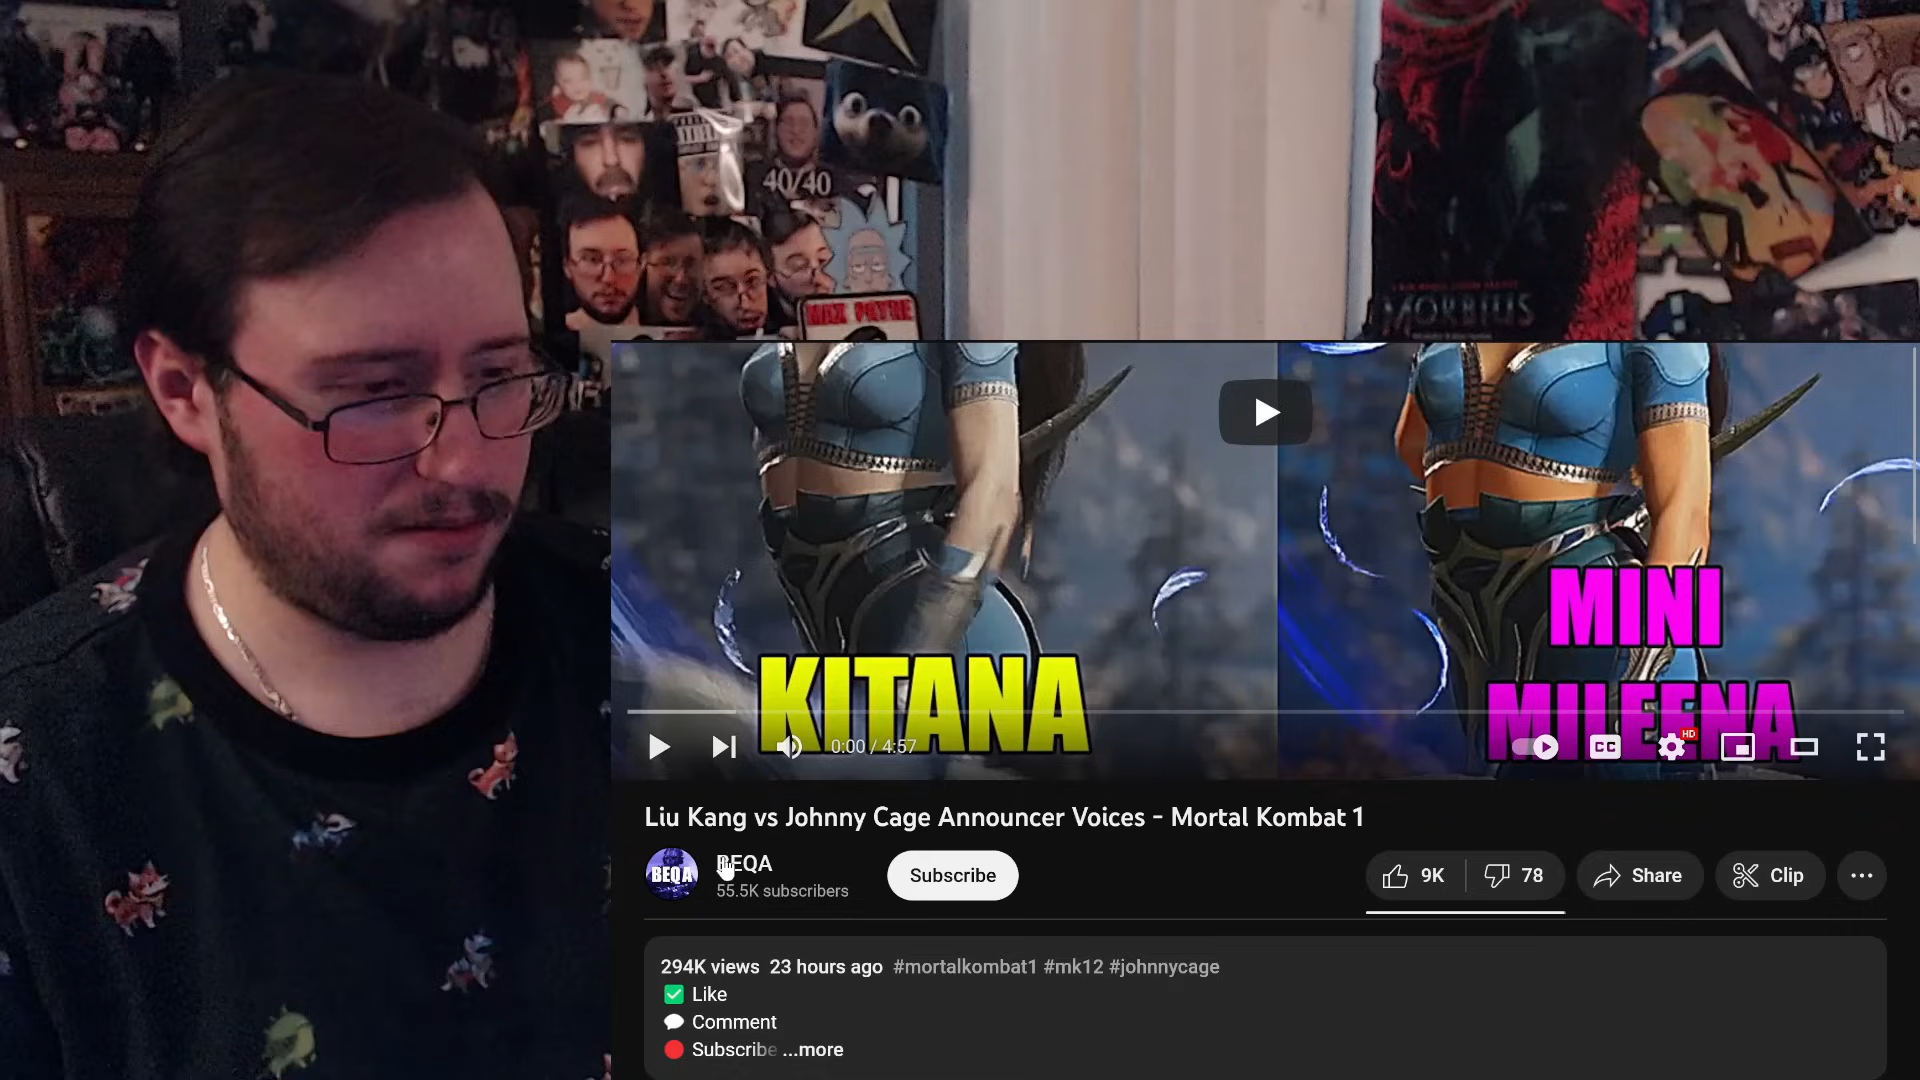 40/40
MAX PAYNE
MORBIUS
KITANA
MINI
MILEENA
0:00 / 4:57
CC
HD
Liu Kang vs Johnny Cage Announcer Voices - Mortal Kombat 1
BEQA
BEQA
55.5K subscribers
Subscribe
9K
78
Share
Clip
294K views 23 hours ago #mortalkombat1 #mk12 #johnnycage
Like
Comment
Subscribe ...more